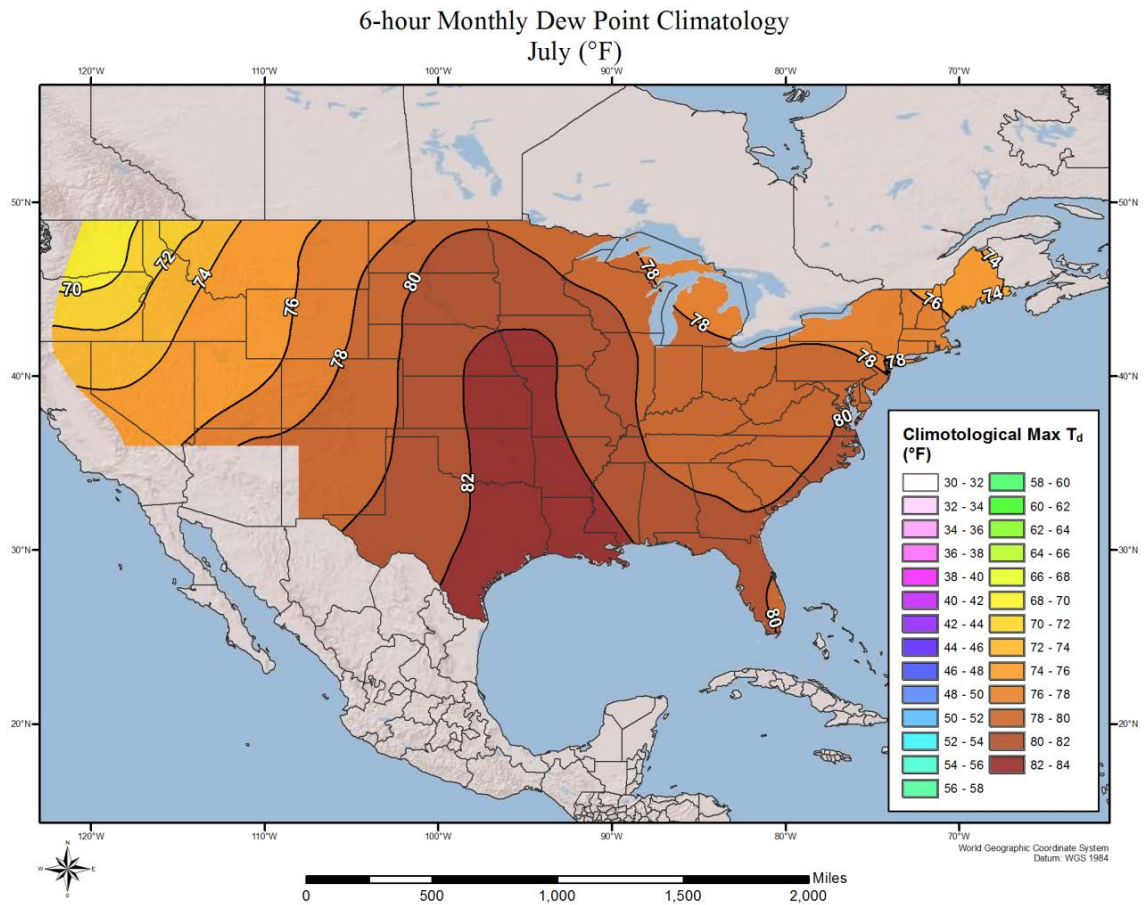 6-hour Monthly Dew Point Climatology
July (°F)
120°W 110°W 100°W 90°W 80°W 70°W
50°N 50°N
40°N 40°N
30°N 30°N
20°N 20°N
70
72
74
76
78
80
82
78
78
76
74
74
78
78
80
80
Climotological Max Td
(°F)
30 - 32 58 - 60
32 - 34 60 - 62
34 - 36 62 - 64
36 - 38 64 - 66
38 - 40 66 - 68
40 - 42 68 - 70
42 - 44 70 - 72
44 - 46 72 - 74
46 - 48 74 - 76
48 - 50 76 - 78
50 - 52 78 - 80
52 - 54 80 - 82
54 - 56 82 - 84
56 - 58
120°W 110°W 100°W 90°W 80°W 70°W
World Geographic Coordinate System
Datum: WGS 1984
N
W E
S
Miles
0 500 1,000 1,500 2,000